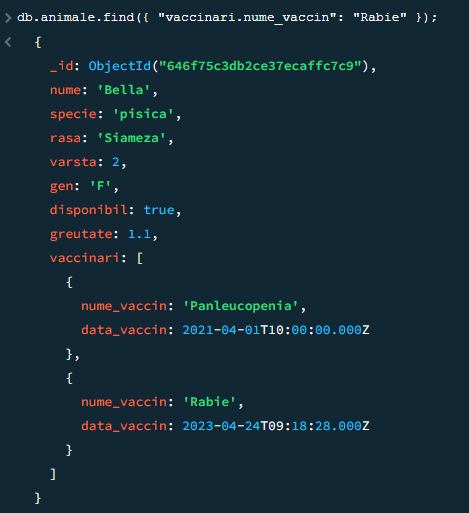 > db.animale.find({ "vaccinari.nume_vaccin": "Rabie" });
< {
_id: ObjectId("646f75c3db2ce37ecaffc7c9"),
nume: 'Bella',
specie: 'pisica',
rasa: 'Siameza',
varsta: 2,
gen: 'F',
disponibil: true,
greutate: 1.1,
vaccinari: [
{
nume_vaccin: 'Panleucopenia',
data_vaccin: 2021-04-01T10:00:00.000Z
},
{
nume_vaccin: 'Rabie',
data_vaccin: 2023-04-24T09:18:28.000Z
}
]
}